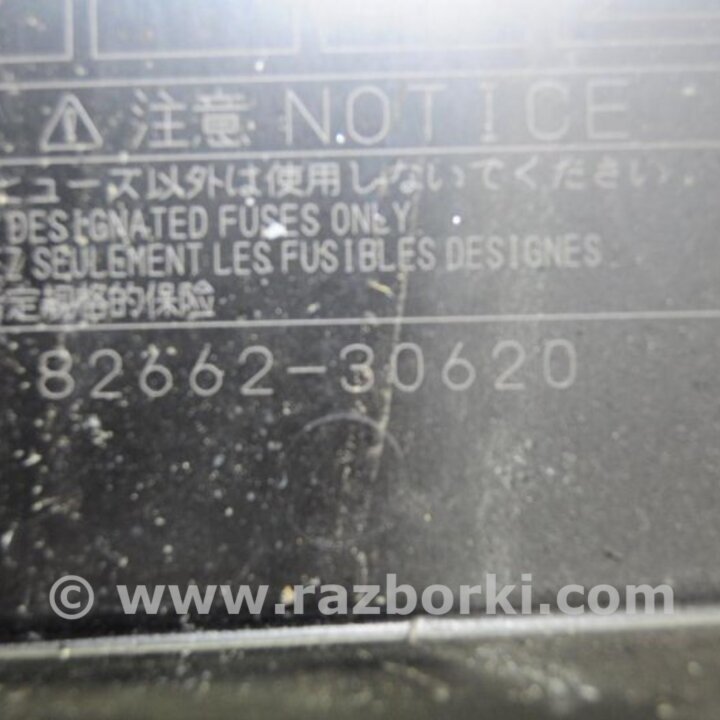 ⚠ 注意 NOTICE
ヒューズ以外は使用しないでください.
DESIGNATED FUSES ONLY
Z SEULEMENT LES FUSIBLES DESIGNES
定規格的保险
82662-30620
© www.razborki.com